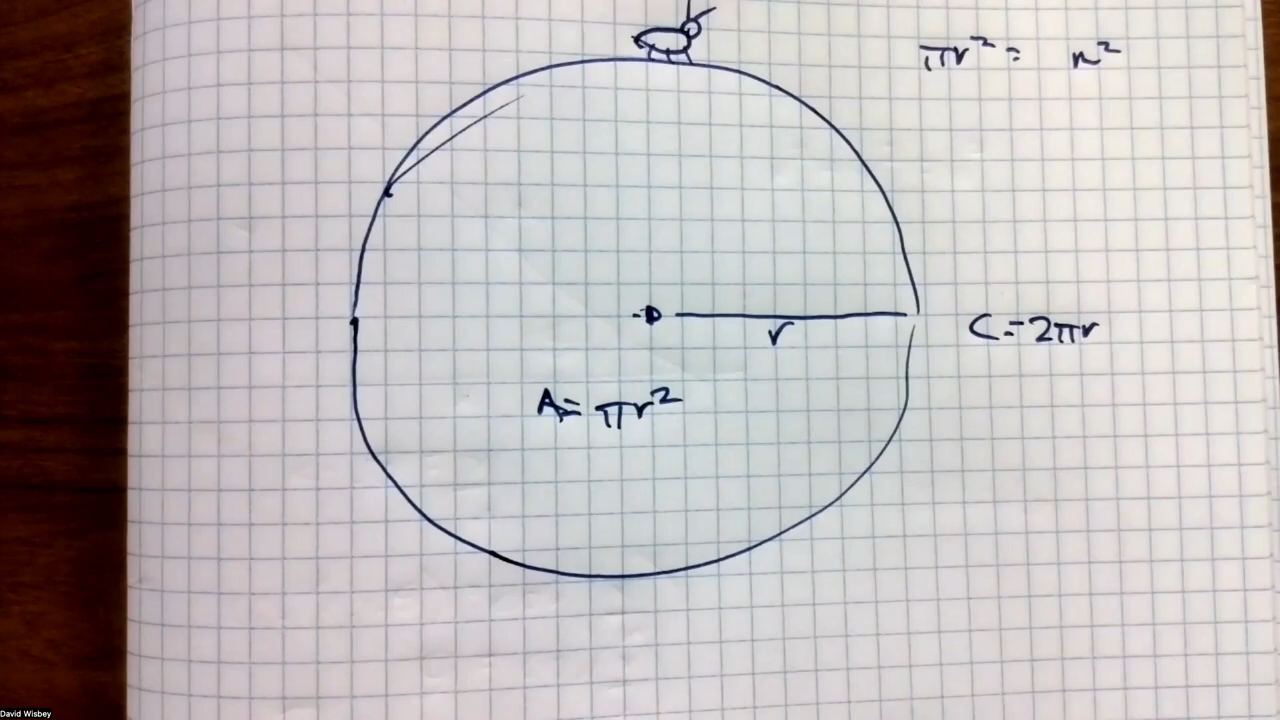 πr² = n²
r
C=2πr
A= πr²
David Wisbey